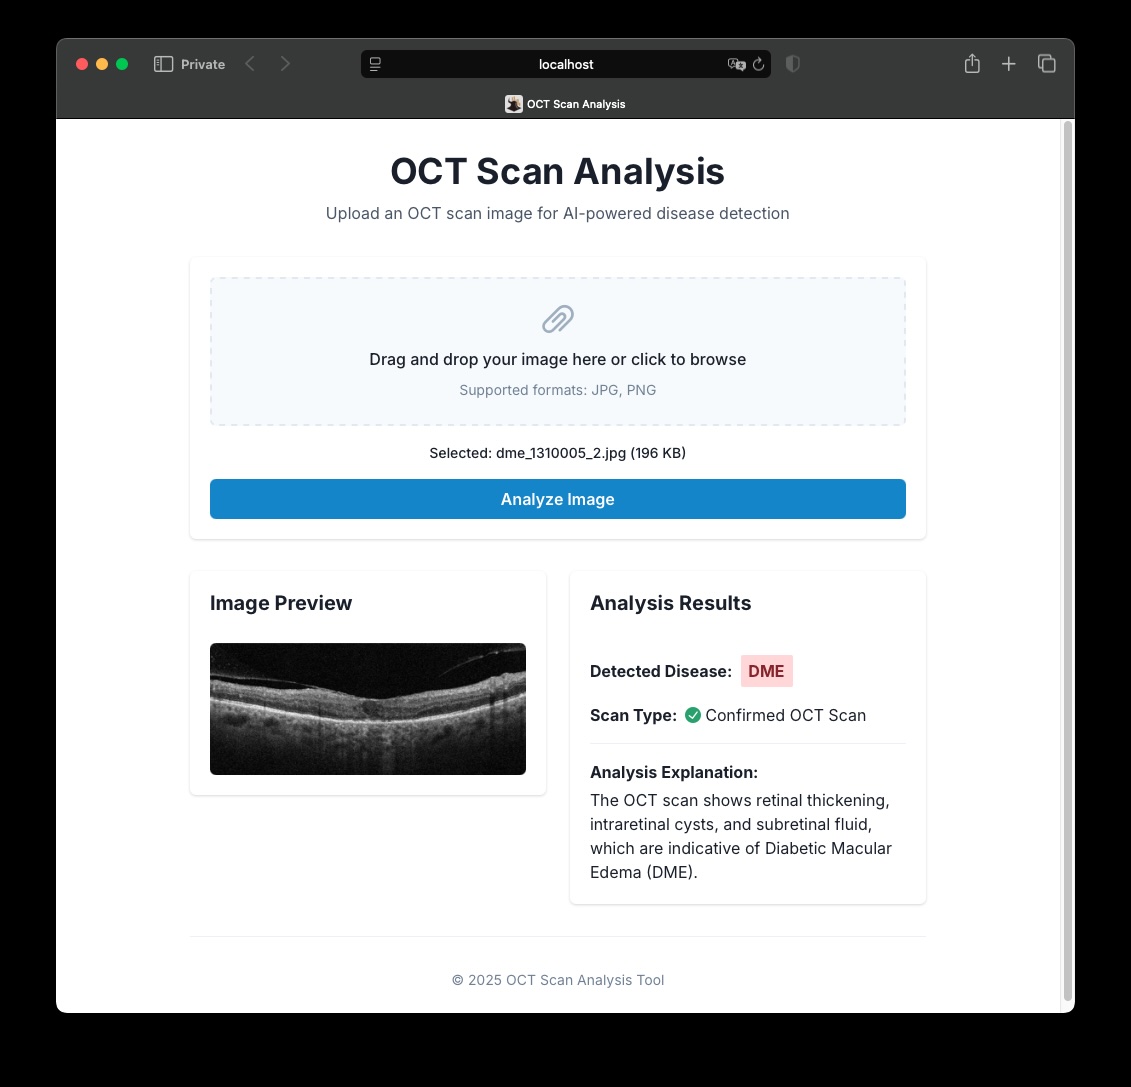 Private
localhost
OCT Scan Analysis
OCT Scan Analysis
Upload an OCT scan image for AI-powered disease detection
Drag and drop your image here or click to browse
Supported formats: JPG, PNG
Selected: dme_1310005_2.jpg (196 KB)
Analyze Image
Image Preview
Analysis Results
Detected Disease: DME
Scan Type: Confirmed OCT Scan
Analysis Explanation:
The OCT scan shows retinal thickening,
intraretinal cysts, and subretinal fluid,
which are indicative of Diabetic Macular
Edema (DME).
© 2025 OCT Scan Analysis Tool